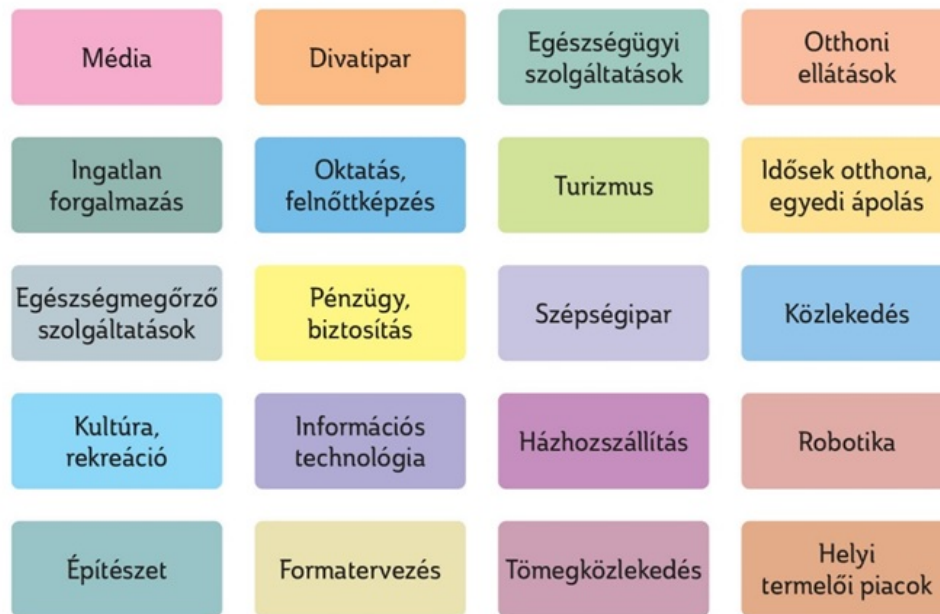 Média
Divatipar
Egészségügyi
szolgáltatások
Otthoni
ellátások
Ingatlan
forgalmazás
Oktatás,
felnőttképzés
Turizmus
Idősek otthona,
egyedi ápolás
Egészségmegőrző
szolgáltatások
Pénzügy,
biztosítás
Szépségipar
Közlekedés
Kultúra,
rekreáció
Információs
technológia
Házhozszállítás
Robotika
Építészet
Formatervezés
Tömegközlekedés
Helyi
termelői piacok